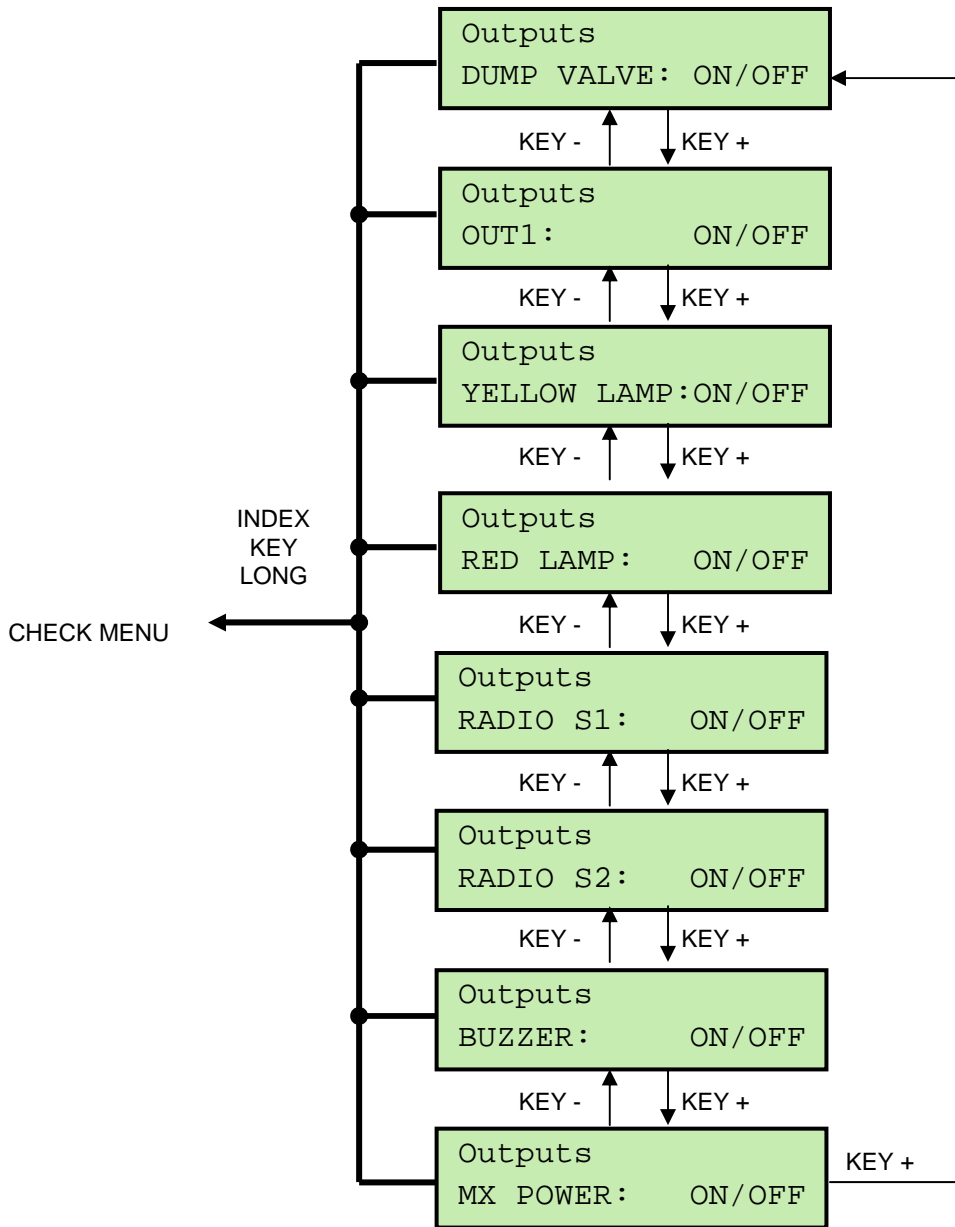 Outputs
DUMP VALVE: ON/OFF
KEY - KEY +
Outputs
OUT1: ON/OFF
KEY - KEY +
Outputs
YELLOW LAMP:ON/OFF
KEY - KEY +
Outputs
RED LAMP: ON/OFF
INDEX
KEY
LONG
CHECK MENU
KEY - KEY +
Outputs
RADIO S1: ON/OFF
KEY - KEY +
Outputs
RADIO S2: ON/OFF
KEY - KEY +
Outputs
BUZZER: ON/OFF
KEY - KEY +
Outputs
MX POWER: ON/OFF
KEY +